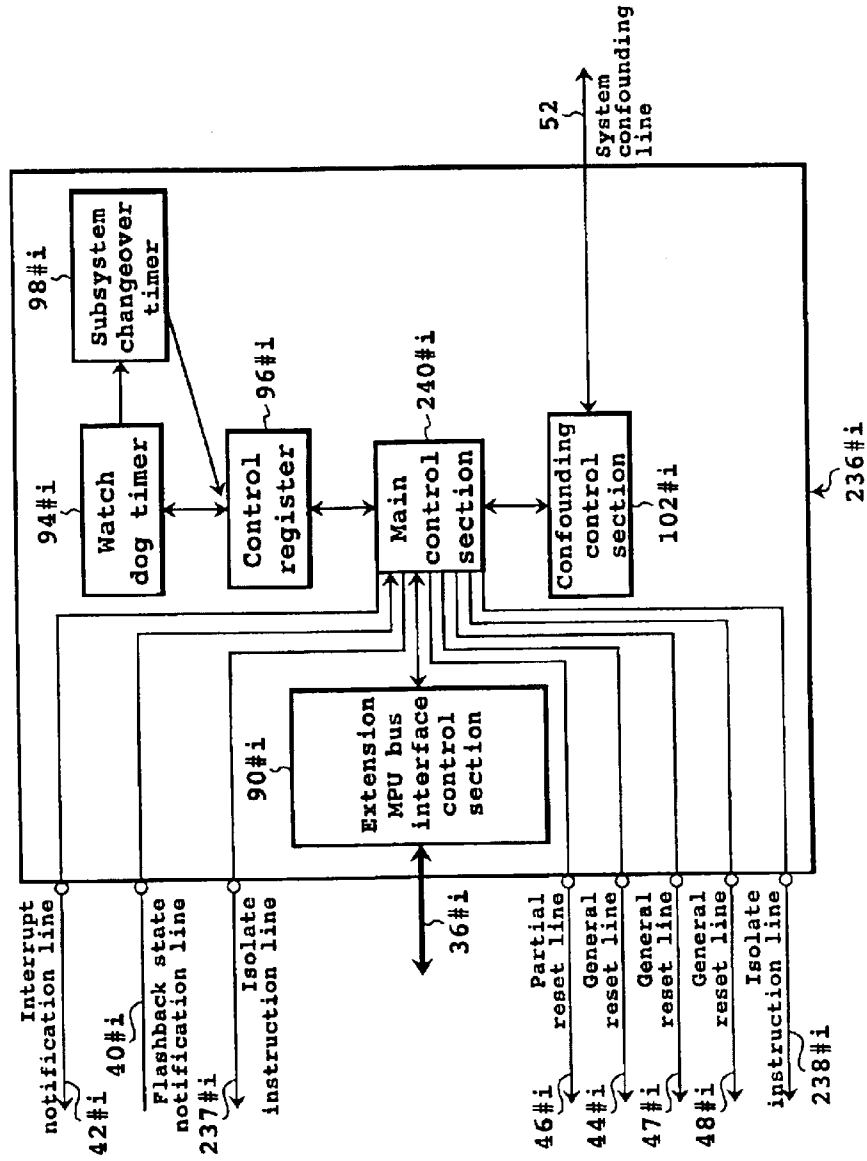 Interrupt
notification line
42#i
40#i
Flashback state
notification line
237#i
Isolate
instruction line
36#i
Partial
reset line
46#i
General
reset line
44#i
General
reset line
47#i
General
reset line
48#i
Isolate
instruction line
238#i
90#i
Extension
MPU bus
interface
control
section
94#i
Watch
dog timer
98#i
Subsystem
changeover
timer
96#i
Control
register
240#i
Main
control
section
Confounding
control
section
102#i
52
System
confounding
line
236#i